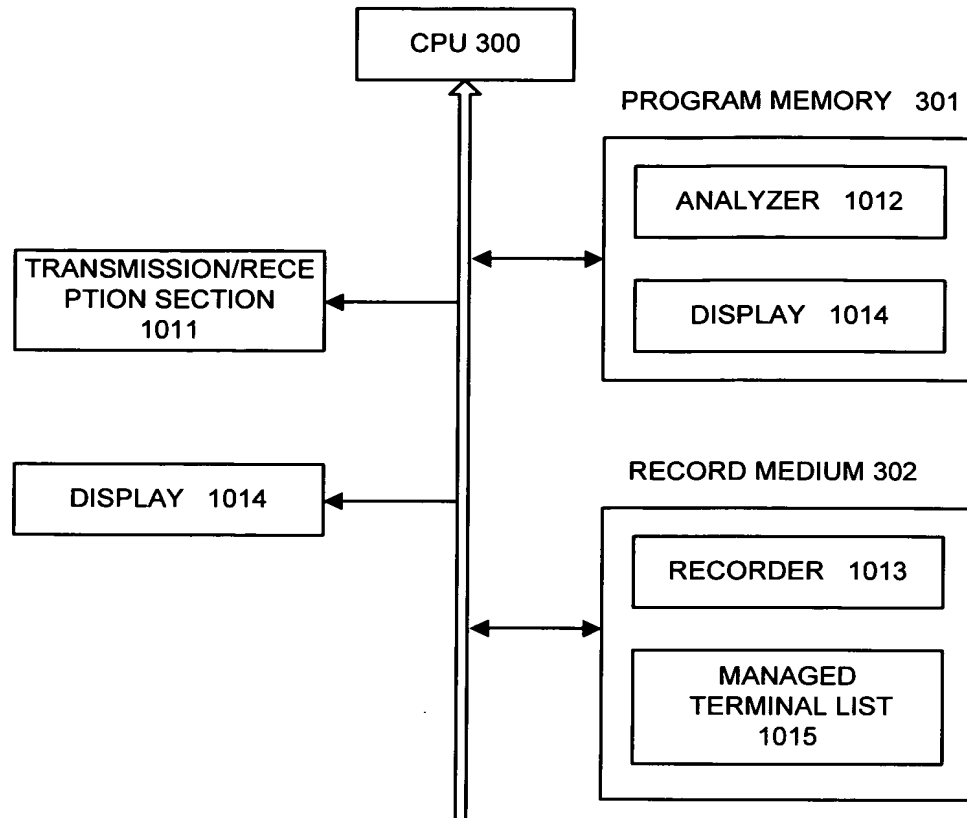 CPU 300
PROGRAM MEMORY 301
ANALYZER 1012
DISPLAY 1014
TRANSMISSION/RECE
PTION SECTION
1011
DISPLAY 1014
RECORD MEDIUM 302
RECORDER 1013
MANAGED
TERMINAL LIST
1015